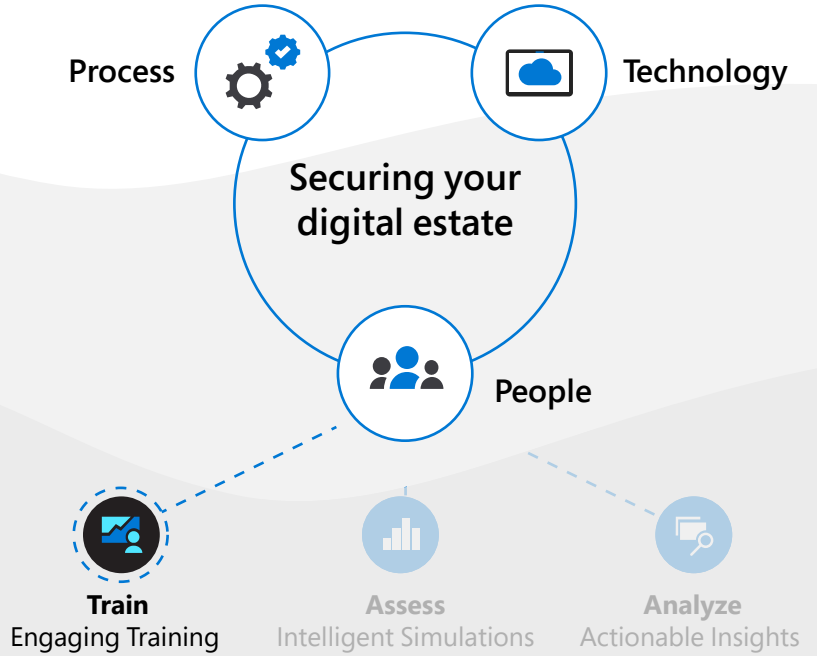 Process
Technology
Securing your
digital estate
People
Train
Engaging Training
Assess
Intelligent Simulations
Analyze
Actionable Insights